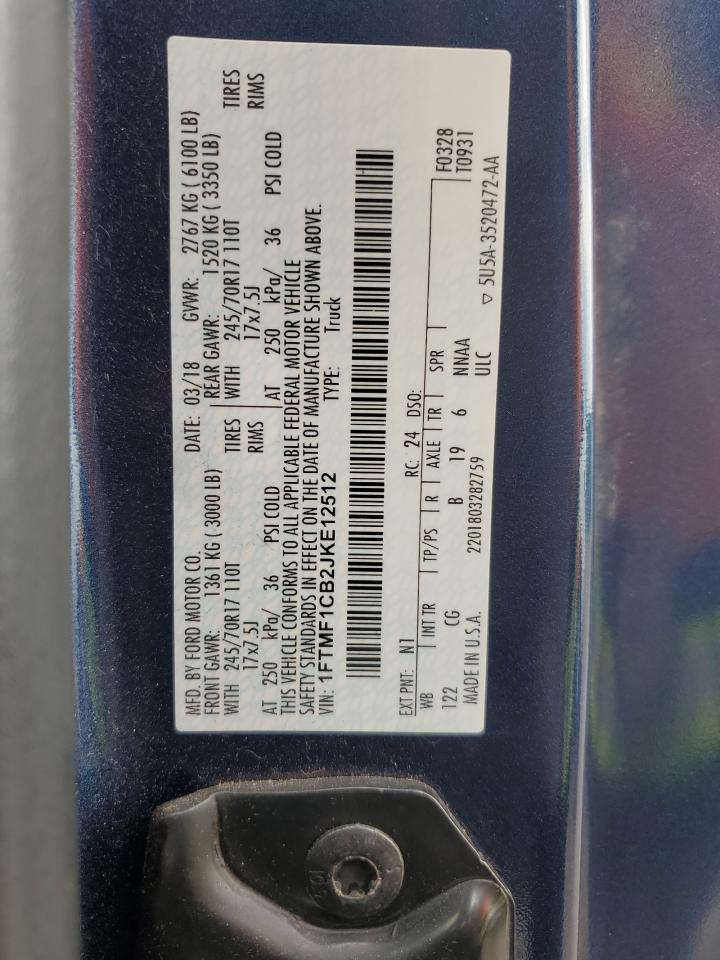 MFD. BY FORD MOTOR CO. DATE: 03/18 GVWR: 2767 KG ( 6100 LB)
FRONT GAWR: 1361 KG ( 3000 LB) REAR GAWR: 1520 KG ( 3350 LB)
WITH 245/70R17 110T TIRES WITH 245/70R17 110T TIRES
17x7.5J RIMS 17x7.5J RIMS
AT 250 kPa/ 36 PSI COLD AT 250 kPa/ 36 PSI COLD
THIS VEHICLE CONFORMS TO ALL APPLICABLE FEDERAL MOTOR VEHICLE
SAFETY STANDARDS IN EFFECT ON THE DATE OF MANUFACTURE SHOWN ABOVE.
VIN: 1FTMF1CB2JKE12512 TYPE: Truck
EXT PNT: N1 RC: 24 DSO: F0328
WB INT TR TP/PS R AXLE TR SPR T0931
122 CG B 19 6 NNAA
MADE IN U.S.A. 2201803282759 ULC ▽ 5U5A-3520472-AA